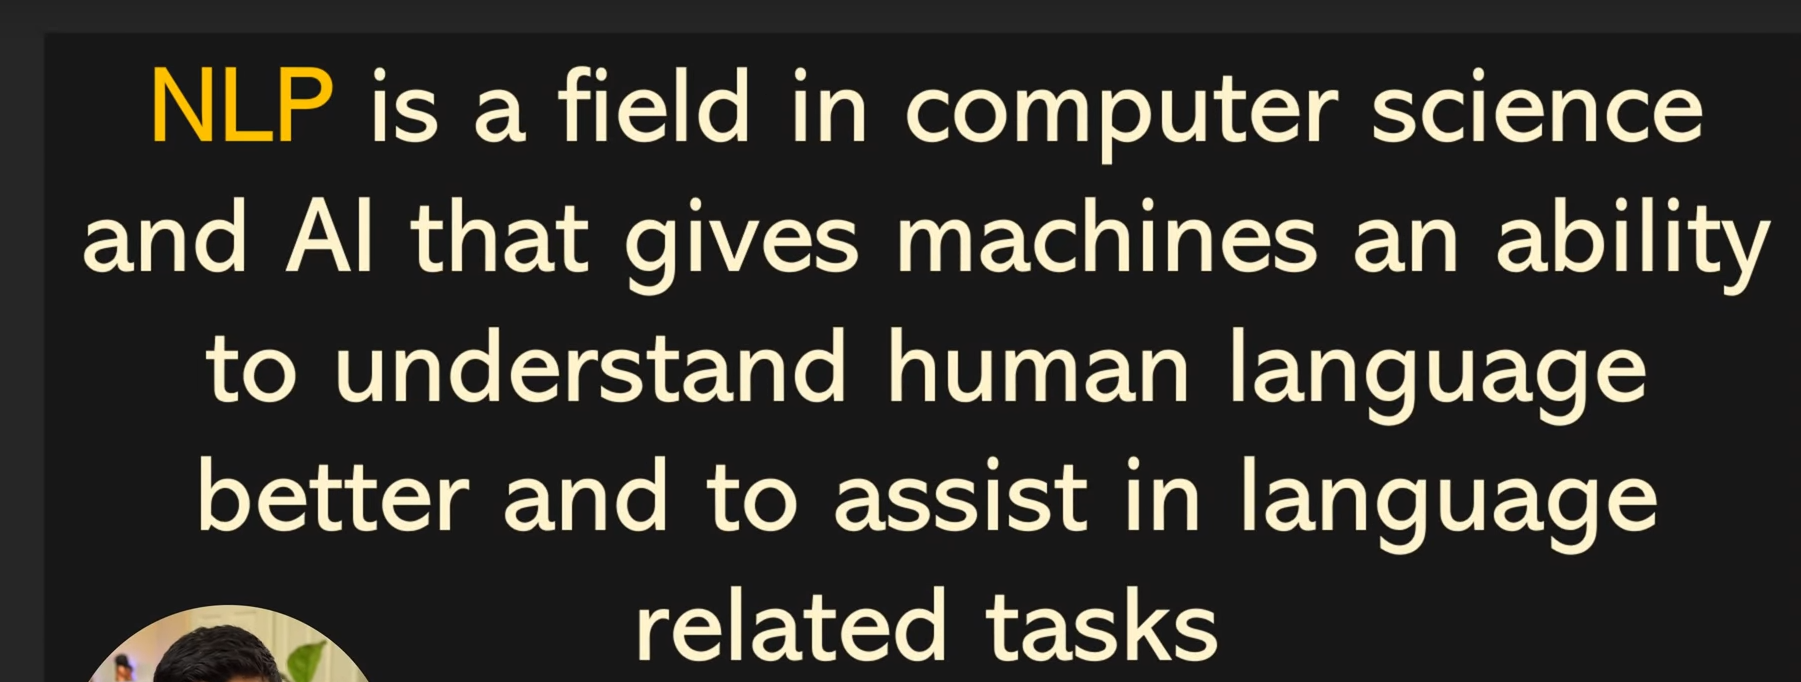 NLP is a field in computer science
and AI that gives machines an ability
to understand human language
better and to assist in language
related tasks